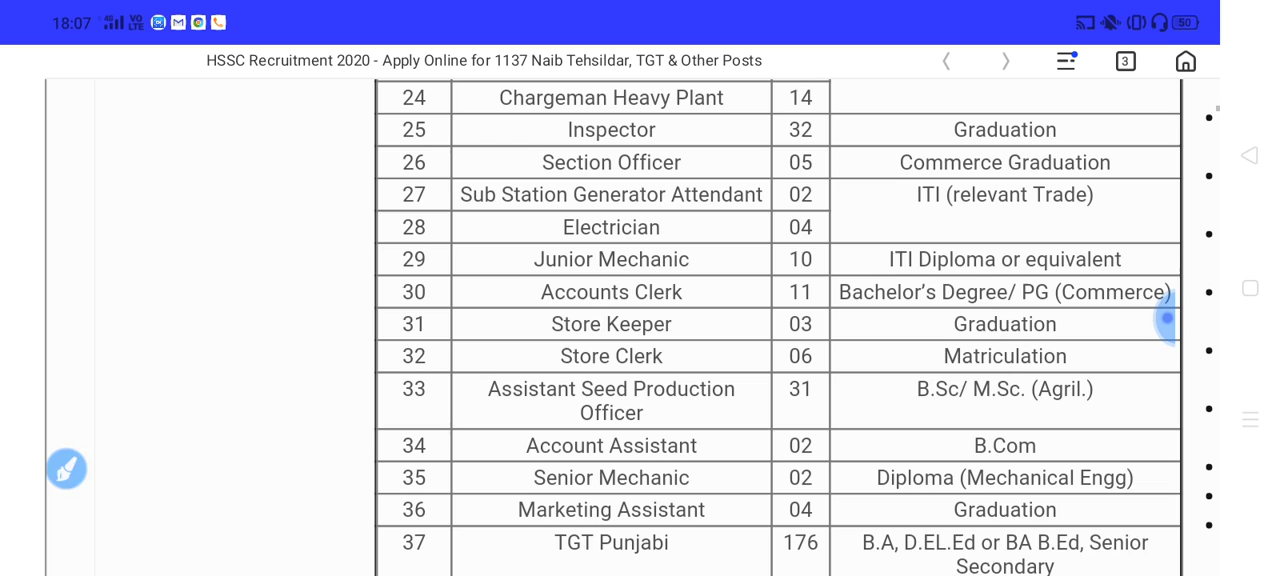 18:07 4G VO LTE 50
HSSC Recruitment 2020 - Apply Online for 1137 Naib Tehsildar, TGT & Other Posts 3
24 Chargeman Heavy Plant 14
25 Inspector 32 Graduation
26 Section Officer 05 Commerce Graduation
27 Sub Station Generator Attendant 02 ITI (relevant Trade)
28 Electrician 04
29 Junior Mechanic 10 ITI Diploma or equivalent
30 Accounts Clerk 11 Bachelor’s Degree/ PG (Commerce)
31 Store Keeper 03 Graduation
32 Store Clerk 06 Matriculation
33 Assistant Seed Production 31 B.Sc/ M.Sc. (Agril.)
Officer
34 Account Assistant 02 B.Com
35 Senior Mechanic 02 Diploma (Mechanical Engg)
36 Marketing Assistant 04 Graduation
37 TGT Punjabi 176 B.A, D.EL.Ed or BA B.Ed, Senior
Secondary